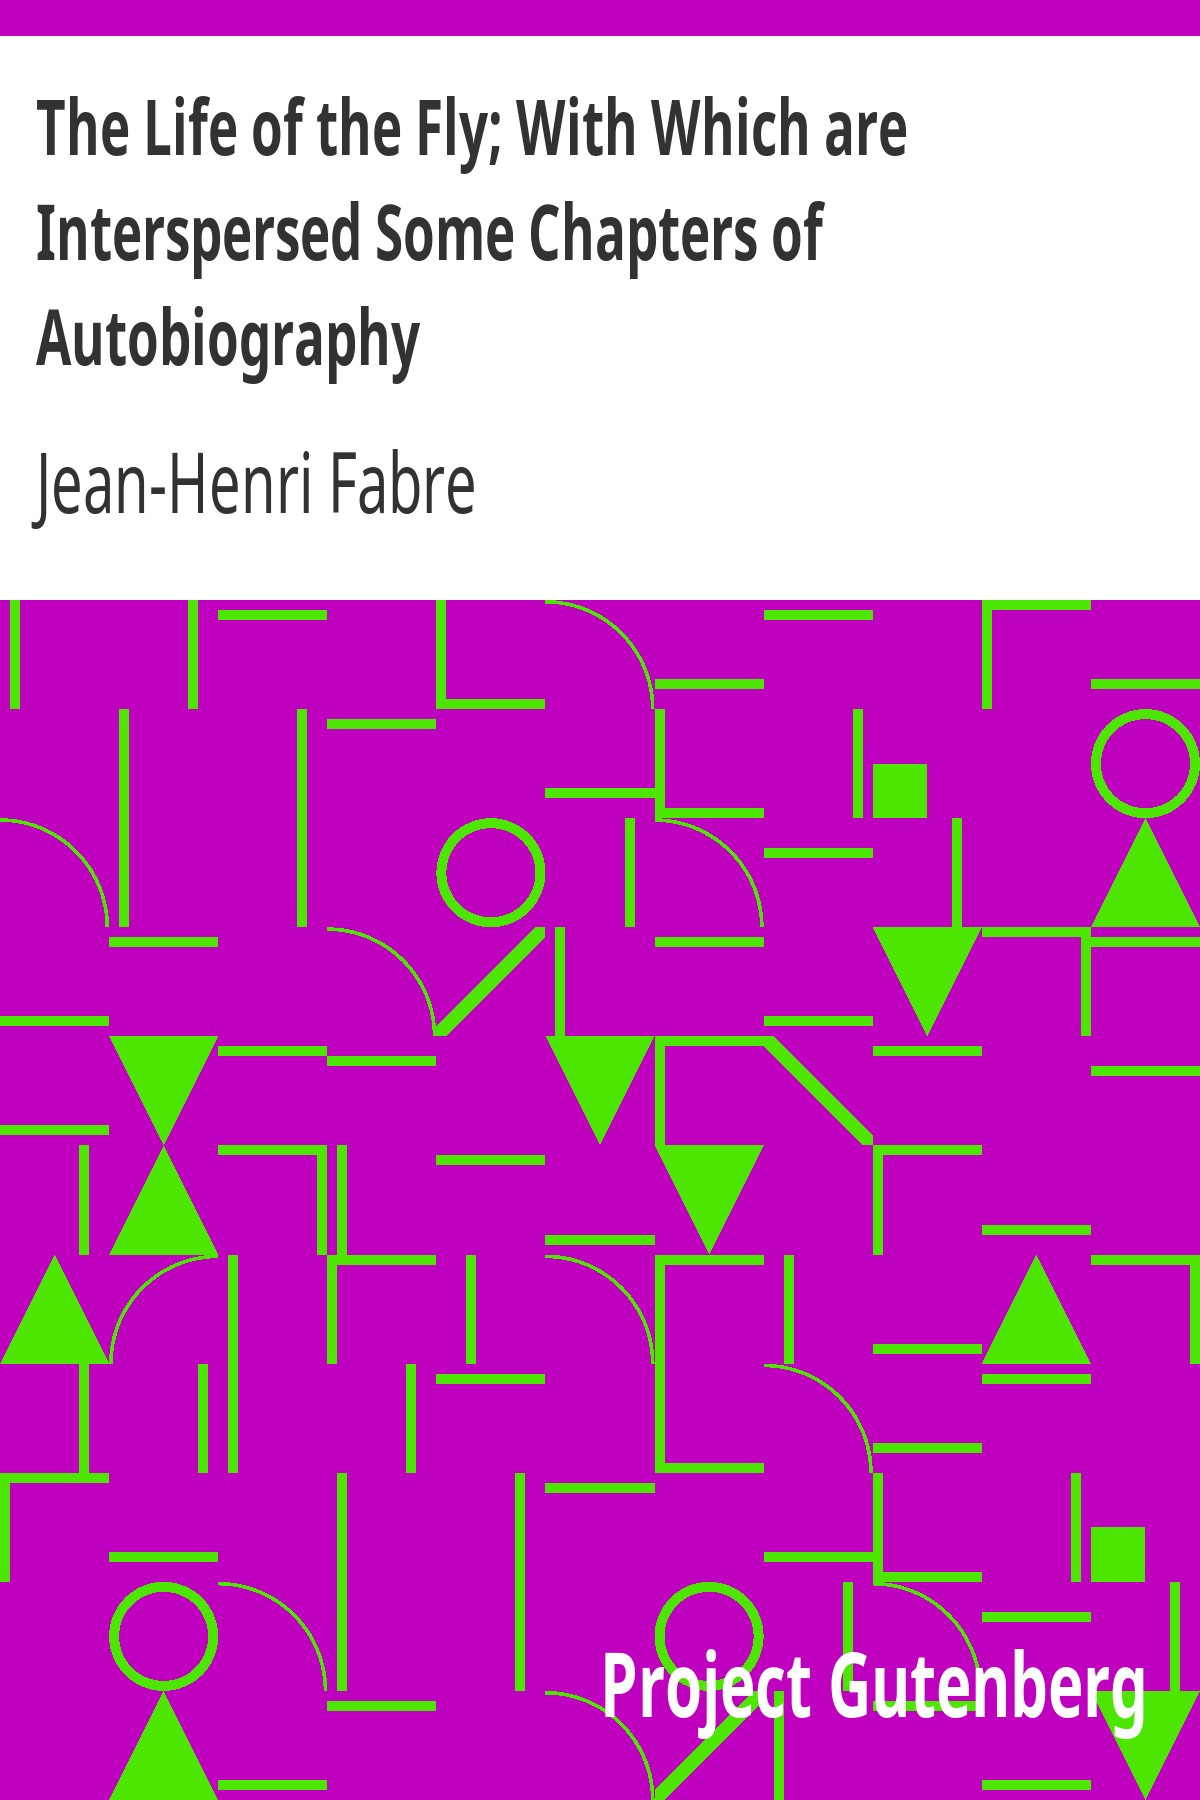 The Life of the Fly; With Which are
Interspersed Some Chapters of
Autobiography
Jean-Henri Fabre
Project Gutenberg